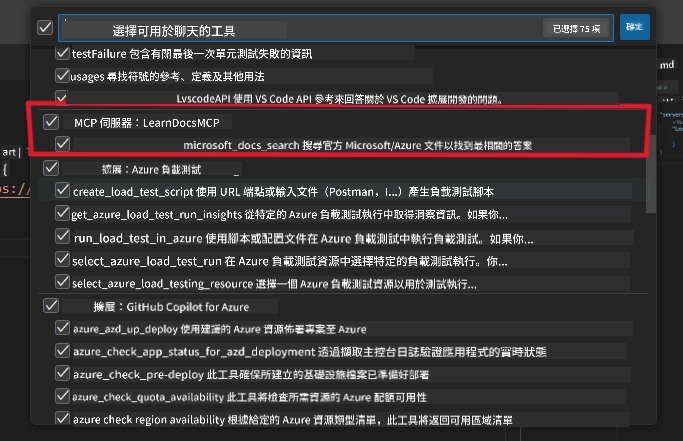 選擇可用於聊天的工具
已選擇 75 項
確定
testFailure 包含有關最後一次單元測試失敗的資訊
usages 尋找符號的參考、定義及其他用法
LvscodeAPI 使用 VS Code API 參考來回答關於 VS Code 擴展開發的問題。
MCP 伺服器：LearnDocsMCP
microsoft_docs_search 搜尋官方 Microsoft/Azure 文件以找到最相關的答案
擴展：Azure 負載測試
create_load_test_script 使用 URL 端點或輸入文件（Postman，I...）產生負載測試腳本
get_azure_load_test_run_insights 從特定的 Azure 負載測試執行中取得洞察資訊。如果你...
run_load_test_in_azure 使用腳本或配置文件在 Azure 負載測試中執行負載測試。如果你...
select_azure_load_test_run 在 Azure 負載測試資源中選擇特定的負載測試執行。你...
select_azure_load_testing_resource 選擇一個 Azure 負載測試資源以用於測試執行...
擴展：GitHub Copilot for Azure
azure_azd_up_deploy 使用建議的 Azure 資源佈署專案至 Azure
azure_check_app_status_for_azd_deployment 透過擷取主控台日誌驗證應用程式的實時狀態
azure_check_pre-deploy 此工具確保所建立的基礎設施檔案已準備好部署
azure_check_quota_availability 此工具將檢查所需資源的 Azure 配額可用性
azure check region availability 根據給定的 Azure 資源類型清單，此工具將返回可用區域清單
md
art|
{
ps://
"servers